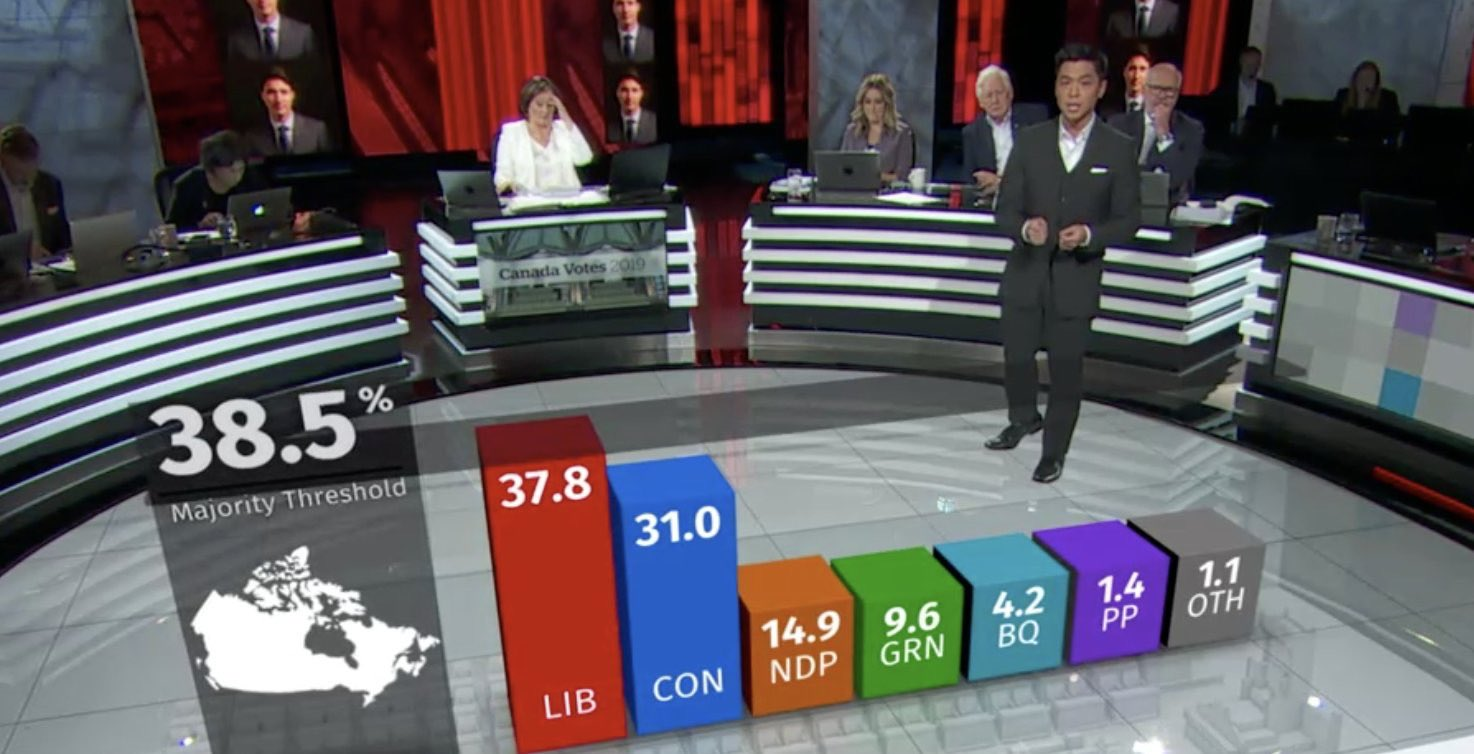 Canada Votes 2019
38.5%
Majority Threshold
37.8
LIB
31.0
CON
14.9
NDP
9.6
GRN
4.2
BQ
1.4
PP
1.1
OTH